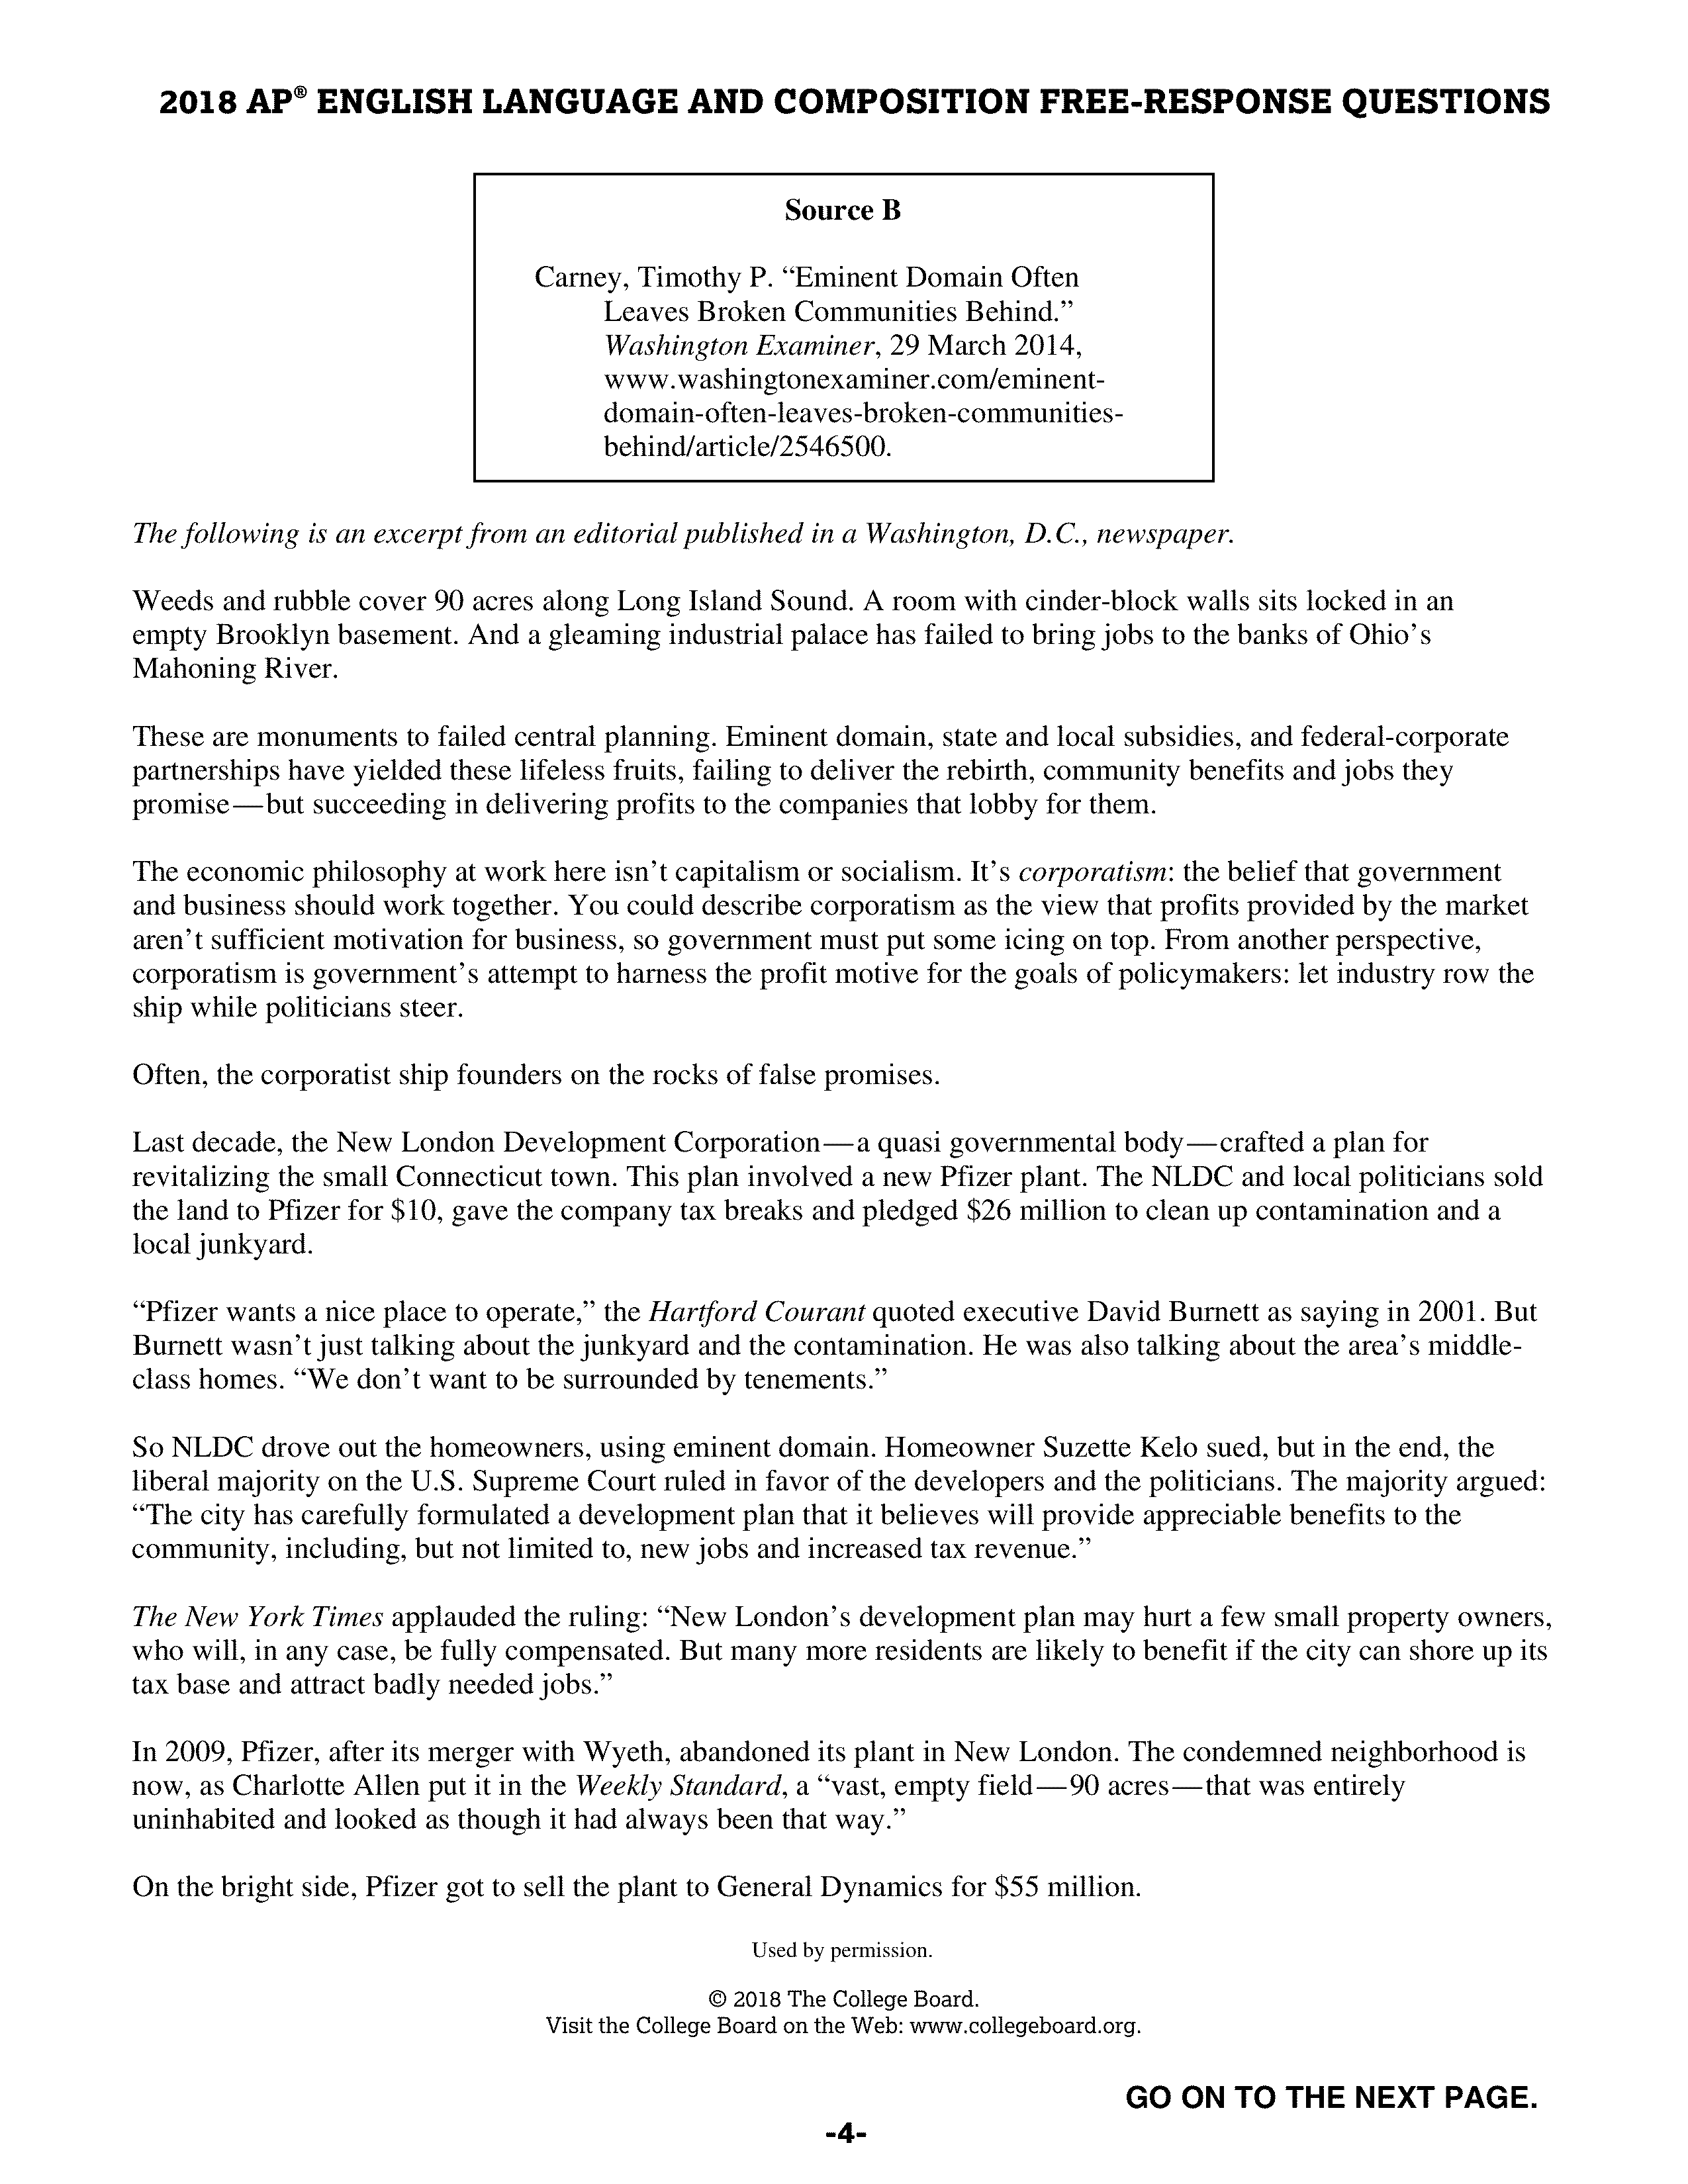 2018 AP® ENGLISH LANGUAGE AND COMPOSITION FREE-RESPONSE QUESTIONS
Source B
Carney, Timothy P. “Eminent Domain Often
Leaves Broken Communities Behind.”
Washington Examiner, 29 March 2014,
www.washingtonexaminer.com/eminent-
domain-often-leaves-broken-communities-
behind/article/2546500.
The following is an excerpt from an editorial published in a Washington, D.C., newspaper.
Weeds and rubble cover 90 acres along Long Island Sound. A room with cinder-block walls sits locked in an
empty Brooklyn basement. And a gleaming industrial palace has failed to bring jobs to the banks of Ohio’s
Mahoning River.
These are monuments to failed central planning. Eminent domain, state and local subsidies, and federal-corporate
partnerships have yielded these lifeless fruits, failing to deliver the rebirth, community benefits and jobs they
promise—but succeeding in delivering profits to the companies that lobby for them.
The economic philosophy at work here isn’t capitalism or socialism. It’s corporatism: the belief that government
and business should work together. You could describe corporatism as the view that profits provided by the market
aren’t sufficient motivation for business, so government must put some icing on top. From another perspective,
corporatism is government’s attempt to harness the profit motive for the goals of policymakers: let industry row the
ship while politicians steer.
Often, the corporatist ship founders on the rocks of false promises.
Last decade, the New London Development Corporation—a quasi governmental body—crafted a plan for
revitalizing the small Connecticut town. This plan involved a new Pfizer plant. The NLDC and local politicians sold
the land to Pfizer for $10, gave the company tax breaks and pledged $26 million to clean up contamination and a
local junkyard.
“Pfizer wants a nice place to operate,” the Hartford Courant quoted executive David Burnett as saying in 2001. But
Burnett wasn’t just talking about the junkyard and the contamination. He was also talking about the area’s middle-
class homes. “We don’t want to be surrounded by tenements.”
So NLDC drove out the homeowners, using eminent domain. Homeowner Suzette Kelo sued, but in the end, the
liberal majority on the U.S. Supreme Court ruled in favor of the developers and the politicians. The majority argued:
“The city has carefully formulated a development plan that it believes will provide appreciable benefits to the
community, including, but not limited to, new jobs and increased tax revenue.”
The New York Times applauded the ruling: “New London’s development plan may hurt a few small property owners,
who will, in any case, be fully compensated. But many more residents are likely to benefit if the city can shore up its
tax base and attract badly needed jobs.”
In 2009, Pfizer, after its merger with Wyeth, abandoned its plant in New London. The condemned neighborhood is
now, as Charlotte Allen put it in the Weekly Standard, a “vast, empty field—90 acres—that was entirely
uninhabited and looked as though it had always been that way.”
On the bright side, Pfizer got to sell the plant to General Dynamics for $55 million.
Used by permission.
© 2018 The College Board.
Visit the College Board on the Web: www.collegeboard.org.
GO ON TO THE NEXT PAGE.
-4-